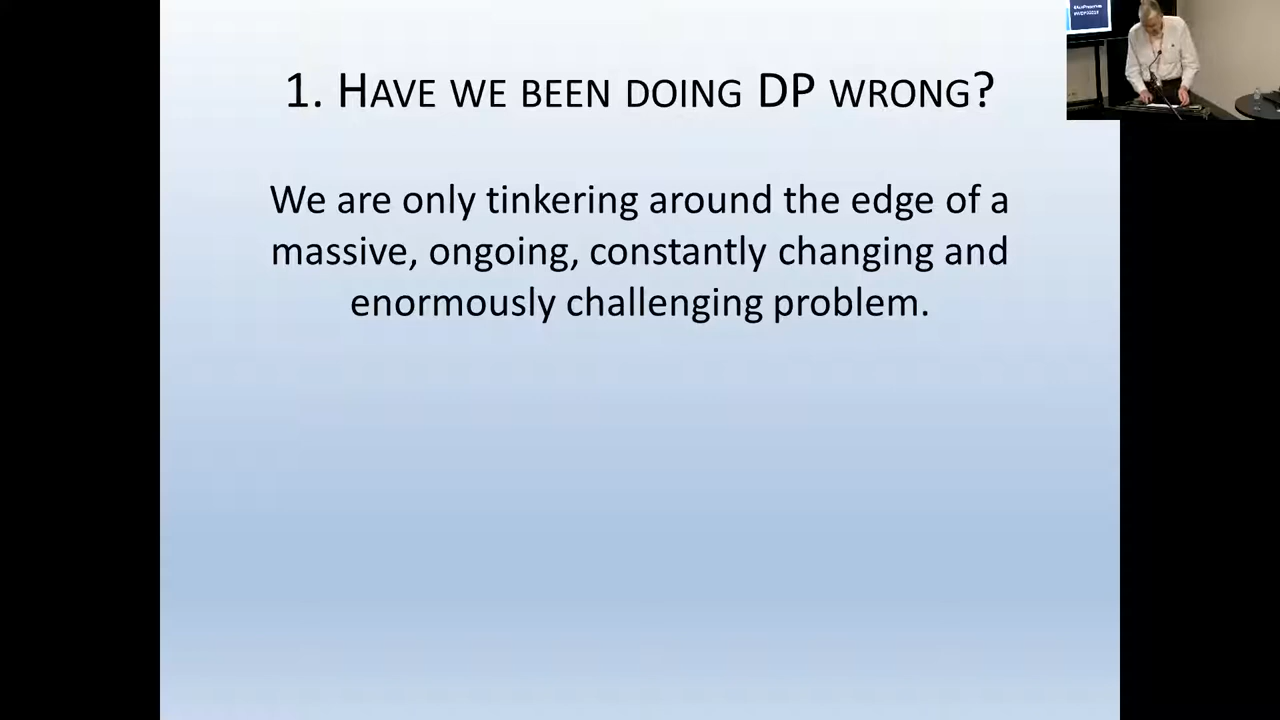 1. HAVE WE BEEN DOING DP WRONG?
We are only tinkering around the edge of a
massive, ongoing, constantly changing and
enormously challenging problem.